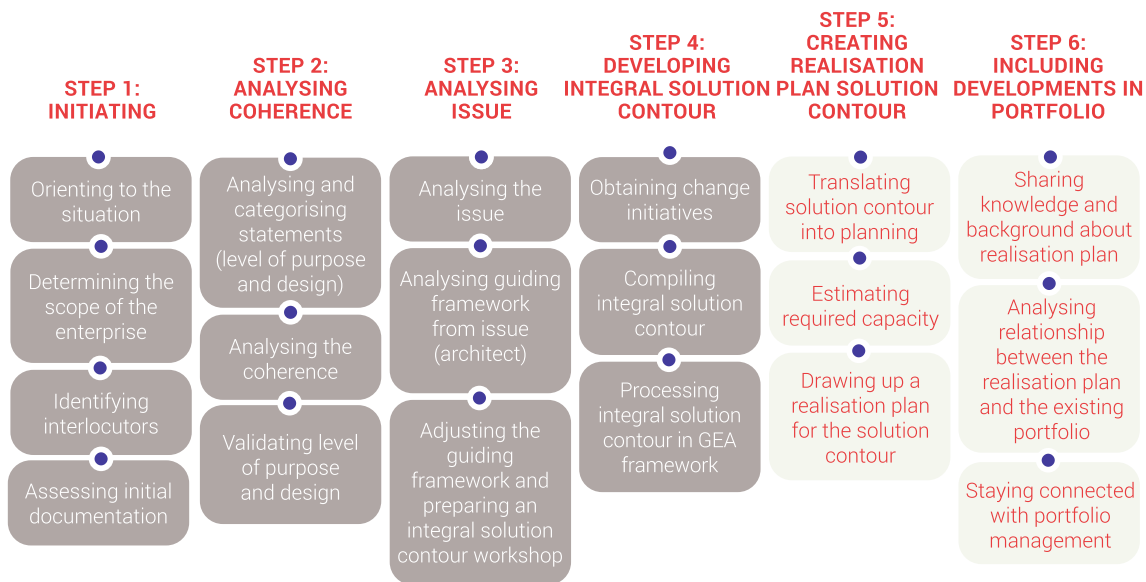 STEP 1:
INITIATING
Orienting to the
situation
Determining the
scope of the
enterprise
Identifying
interlocutors
Assessing initial
documentation
STEP 2:
ANALYSING
COHERENCE
Analysing and
categorising
statements
(level of purpose
and design)
Analysing the
coherence
Validating level
of purpose
and design
STEP 3:
ANALYSING
ISSUE
Analysing the
issue
Analysing guiding
framework
from issue
(architect)
Adjusting the
guiding
framework and
preparing an
integral solution
contour workshop
STEP 4:
DEVELOPING
INTEGRAL SOLUTION
CONTOUR
Obtaining change
initiatives
Compiling
integral solution
contour
Processing
integral solution
contour in GEA
framework
STEP 5:
CREATING
REALISATION
PLAN SOLUTION
CONTOUR
Translating
solution contour
into planning
Estimating
required capacity
Drawing up a
realisation plan
for the solution
contour
STEP 6:
INCLUDING
DEVELOPMENTS IN
PORTFOLIO
Sharing
knowledge and
background about
realisation plan
Analysing
relationship
between the
realisation plan
and the existing
portfolio
Staying connected
with portfolio
management